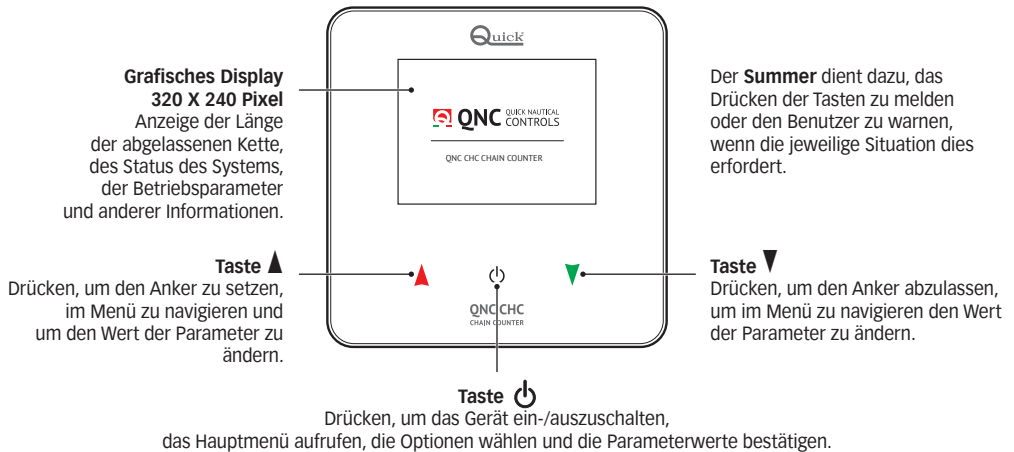 Quick
Grafisches Display
320 X 240 Pixel
Anzeige der Länge
der abgelassenen Kette,
des Status des Systems,
der Betriebsparameter
und anderer Informationen.
QNC QUICK NAUTICAL
CONTROLS
QNC CHC CHAIN COUNTER
Der Summer dient dazu, das
Drücken der Tasten zu melden
oder den Benutzer zu warnen,
wenn die jeweilige Situation dies
erfordert.
Taste ▲
Drücken, um den Anker zu setzen,
im Menü zu navigieren und
um den Wert der Parameter zu
ändern.
QNC CHC
CHAIN COUNTER
Taste ▼
Drücken, um den Anker abzulassen,
um im Menü zu navigieren den Wert
der Parameter zu ändern.
Taste ⏻
Drücken, um das Gerät ein-/auszuschalten,
das Hauptmenü aufrufen, die Optionen wählen und die Parameterwerte bestätigen.